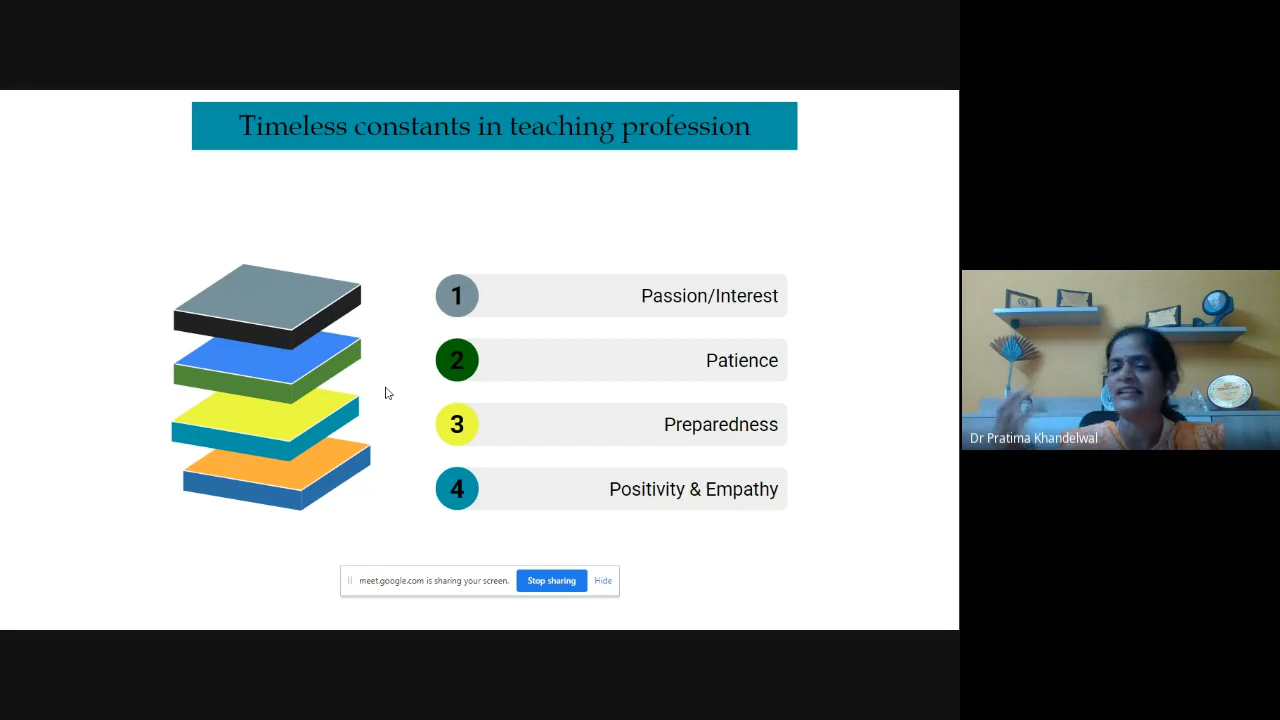 Timeless constants in teaching profession
1 Passion/Interest
2 Patience
3 Preparedness
4 Positivity & Empathy
meet.google.com is sharing your screen. Stop sharing Hide
Dr Pratima Khandelwal